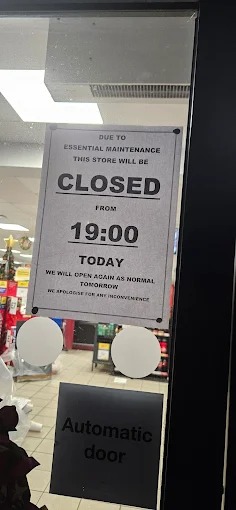 DUE TO
ESSENTIAL MAINTENANCE
THIS STORE WILL BE
CLOSED
FROM
19:00
TODAY
WE WILL OPEN AGAIN AS NORMAL
TOMORROW
WE APOLOGISE FOR ANY INCONVENIENCE
Automatic
door